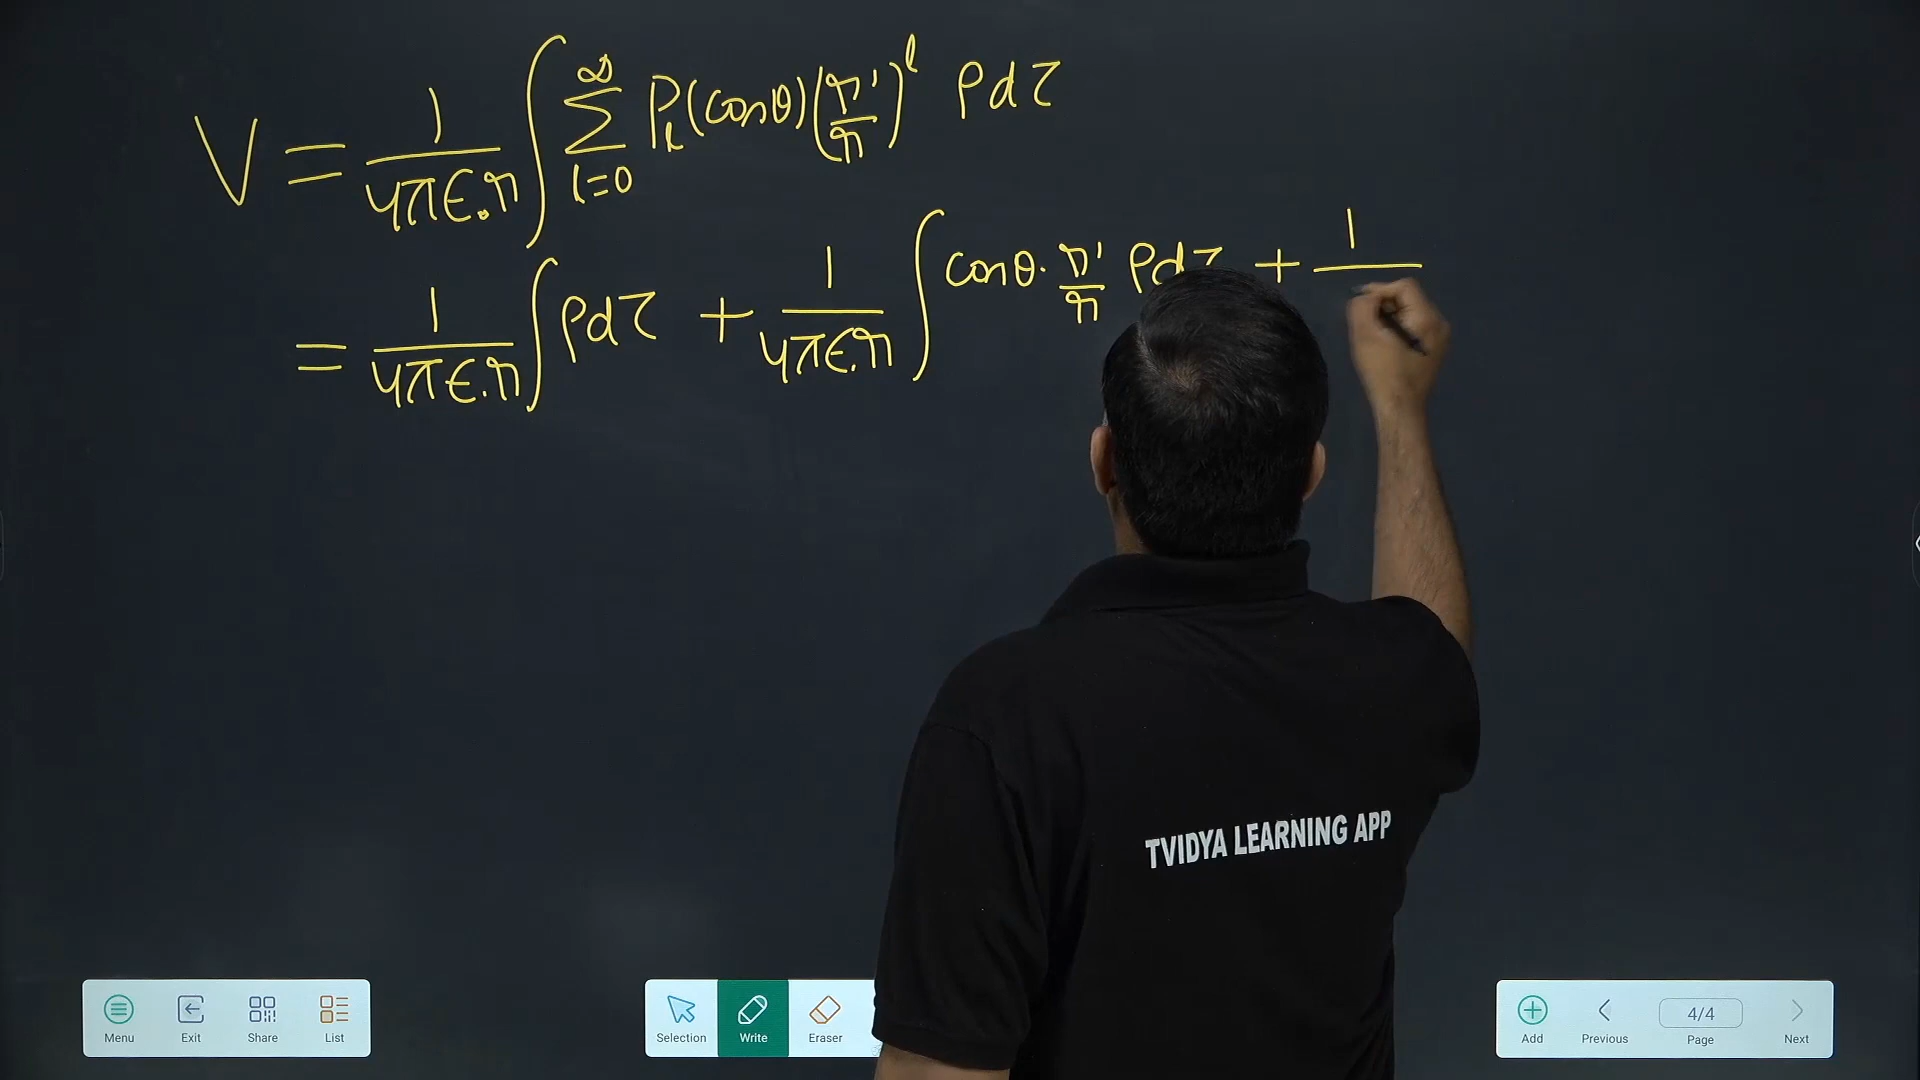 V = 1/4πϵ₀r ∫ ∑_{l=0}^{∞} P_l(cosθ)(r'/r)^l ρdτ
= 1/4πϵ₀r ∫ρdτ + 1/4πϵ₀r ∫ cosθ. r'/r ρdτ + 1/
TVIDYA LEARNING APP
Menu Exit Share List Selection Write Eraser Add Previous 4/4 Page Next